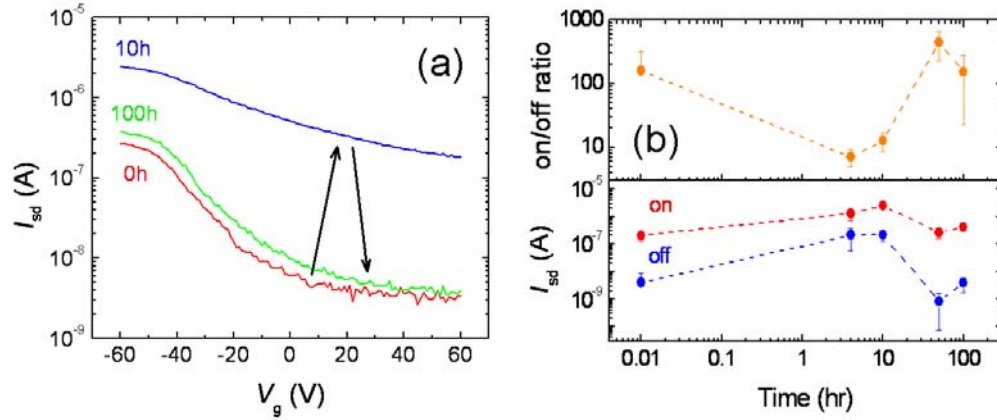 (a)
10h
100h
0h
I_sd (A)
10^-5
10^-6
10^-7
10^-8
10^-9
-60 -40 -20 0 20 40 60
V_g (V)
(b)
on/off ratio
1000
100
10
on
off
I_sd (A)
10^-5
10^-7
10^-9
0.01 0.1 1 10 100
Time (hr)